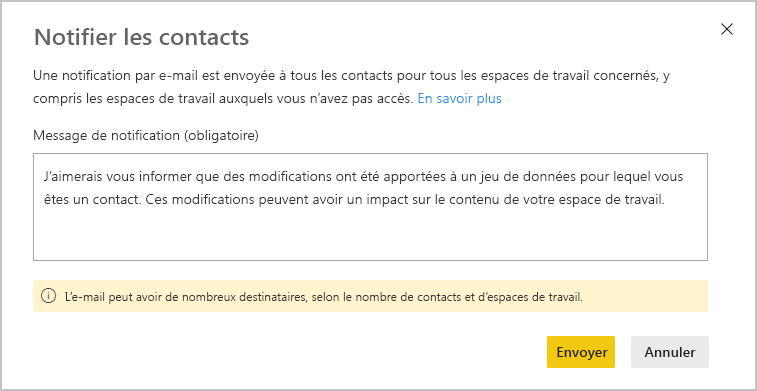 Notifier les contacts
Une notification par e-mail est envoyée à tous les contacts pour tous les espaces de travail concernés, y
compris les espaces de travail auxquels vous n’avez pas accès. En savoir plus
Message de notification (obligatoire)
J’aimerais vous informer que des modifications ont été apportées à un jeu de données pour lequel vous
êtes un contact. Ces modifications peuvent avoir un impact sur le contenu de votre espace de travail.
L’e-mail peut avoir de nombreux destinataires, selon le nombre de contacts et d’espaces de travail.
Envoyer Annuler